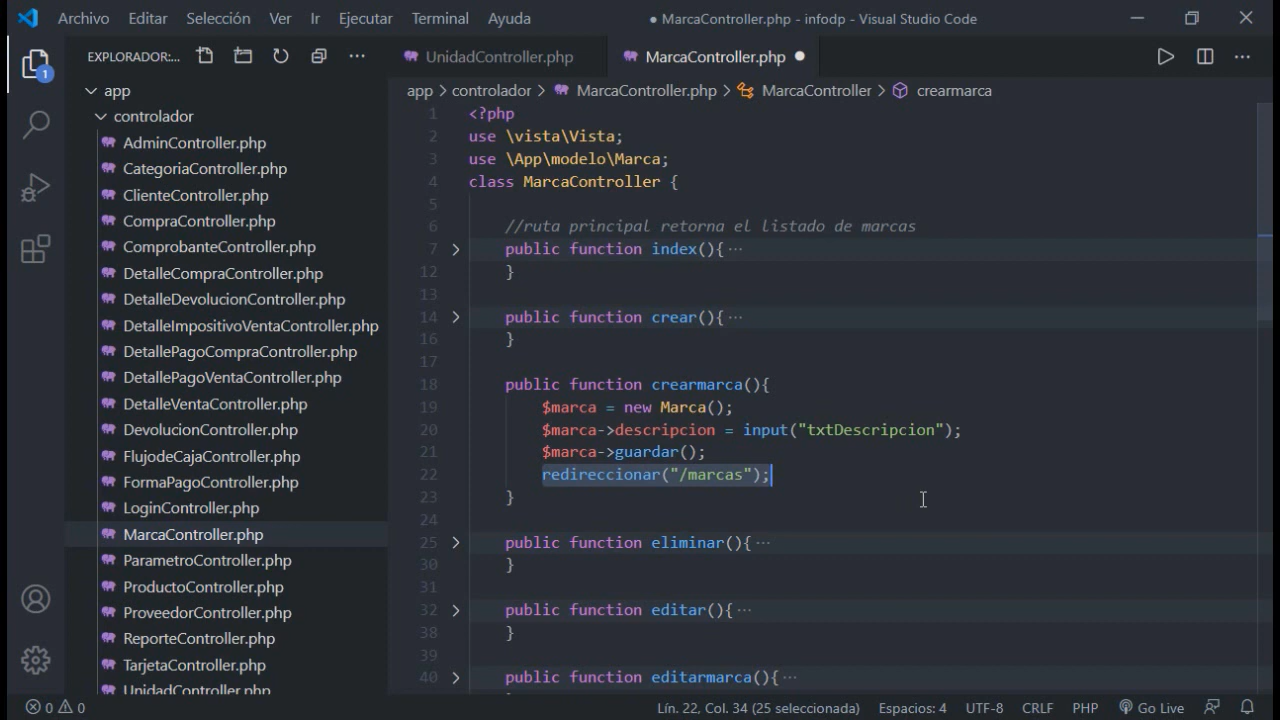 Archivo Editar Selección Ver Ir Ejecutar Terminal Ayuda
● MarcaController.php - infodp - Visual Studio Code
EXPLORADOR:...
UnidadController.php
MarcaController.php ●
app
controlador
AdminController.php
CategoriaController.php
ClienteController.php
CompraController.php
ComprobanteController.php
DetalleCompraController.php
DetalleDevolucionController.php
DetalleImpositivoVentaController.php
DetallePagoCompraController.php
DetallePagoVentaController.php
DetalleVentaController.php
DevolucionController.php
FlujodeCajaController.php
FormaPagoController.php
LoginController.php
MarcaController.php
ParametroController.php
ProductoController.php
ProveedorController.php
ReporteController.php
TarjetaController.php
UnidadController.php
1
app > controlador > MarcaController.php > MarcaController > crearmarca
1 <?php
2 use \vista\Vista;
3 use \App\modelo\Marca;
4 class MarcaController {
5
6 //ruta principal retorna el listado de marcas
7 > public function index(){ ···
12 }
13
14 > public function crear(){ ···
16 }
17
18 public function crearmarca(){
19 $marca = new Marca();
20 $marca->descripcion = input("txtDescripcion");
21 $marca->guardar();
22 redireccionar("/marcas");
23 }
24
25 > public function eliminar(){ ···
30 }
31
32 > public function editar(){ ···
38 }
39
40 > public function editarmarca(){ ···
0 0
Lín. 22, Col. 34 (25 seleccionada)
Espacios: 4
UTF-8
CRLF
PHP
Go Live